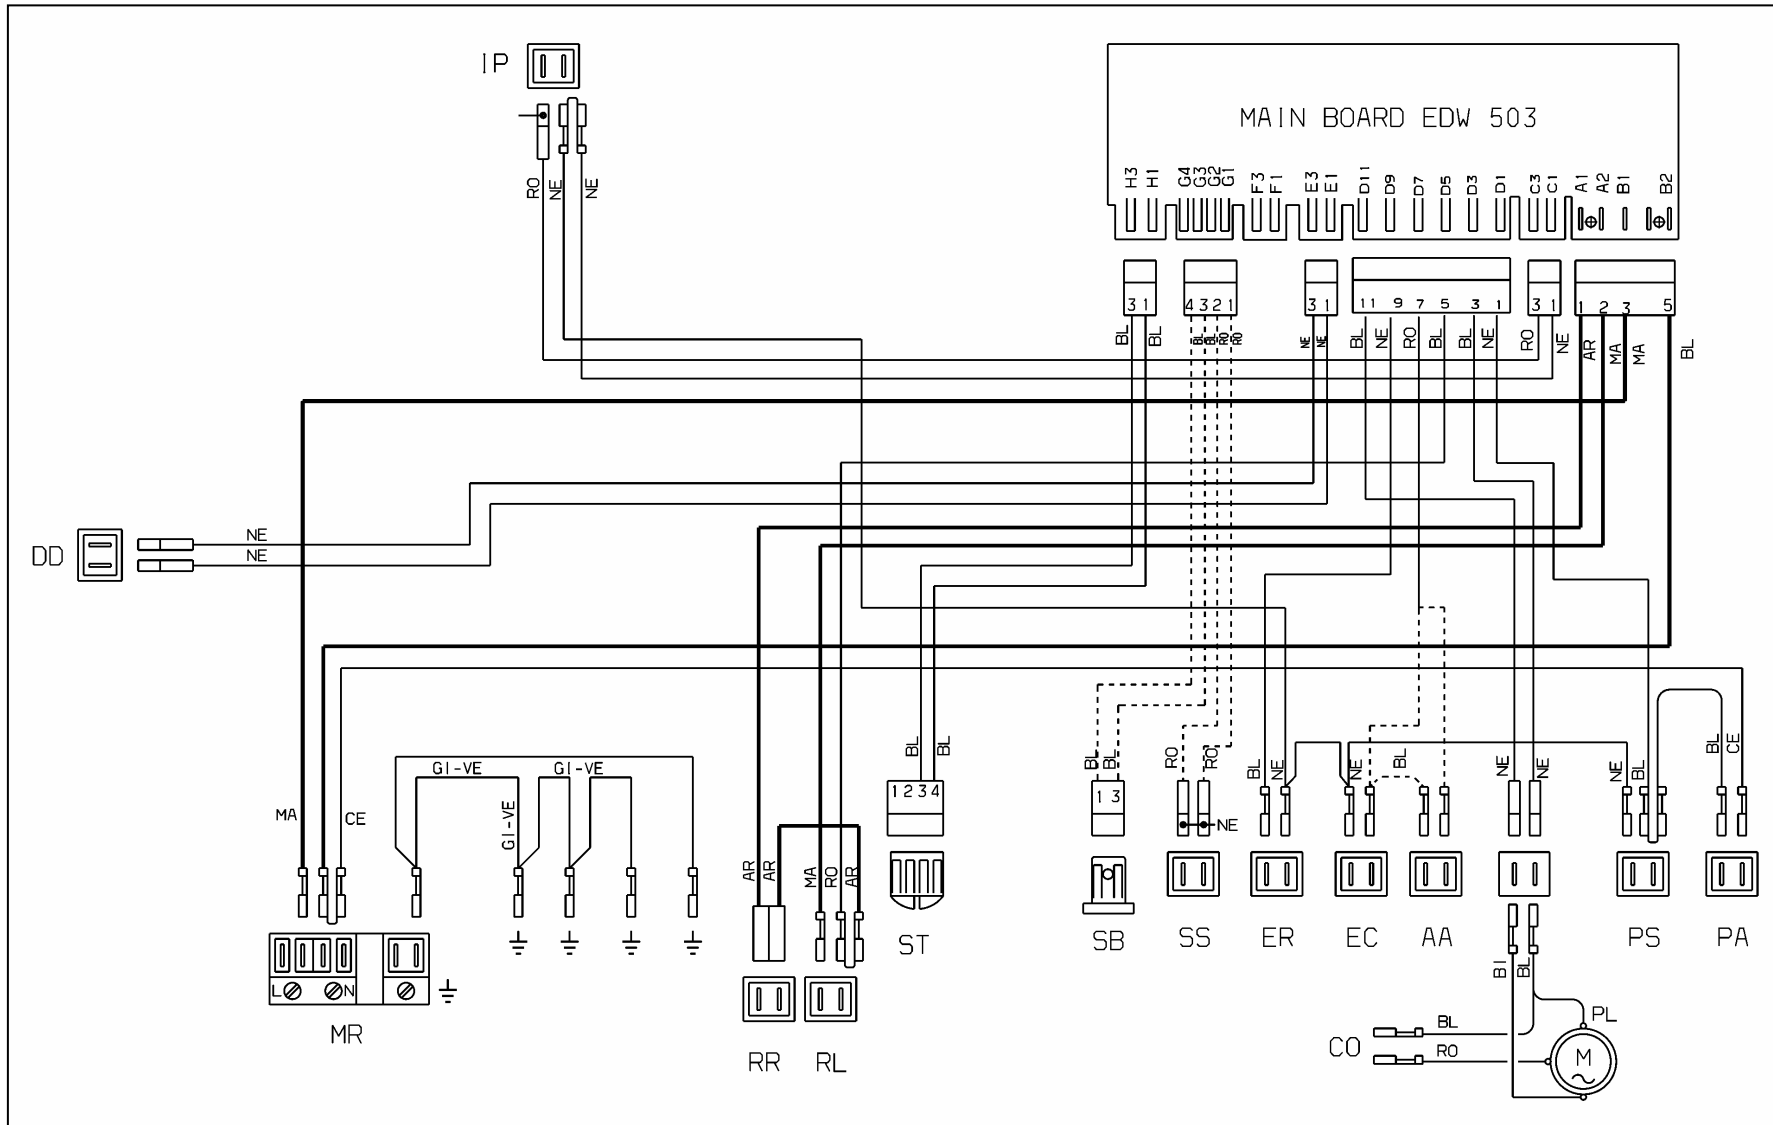 IP
MAIN BOARD EDW 503
H3 H1 G4 G3 G2 G1 F3 F1 E3 E1 D11 D9 D7 D5 D3 D1 C3 C1 A1 A2 B1 B2
RO NE NE
3 1 4 3 2 1 3 1 11 9 7 5 3 1 3 1 1 2 3 5
BL BL BL BL RO RO NE NE BL NE RO BL BL NE RO NE AR MA MA BL
DD
NE
NE
BL BL BL BL RO RO BL NE NE BL NE NE NE BL BL CE
GI-VE GI-VE
GI-VE
MA CE
1 2 3 4
1 3
NE
AR AR MA RO AR
ST SB SS ER EC AA PS PA
BI BL
L N
MR
RR RL
CO
BL
RO
PL
M